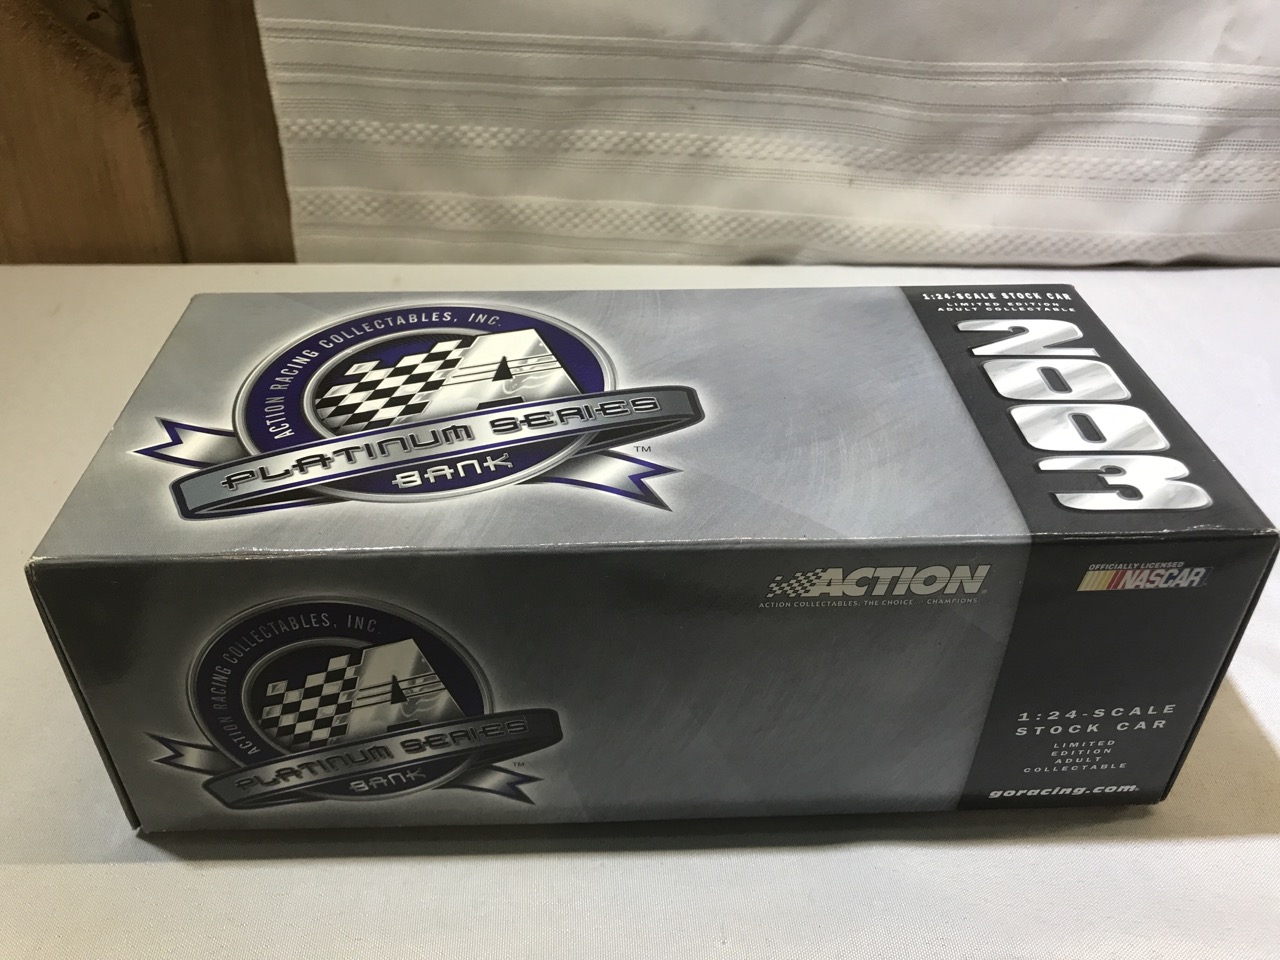 ACTION RACING COLLECTABLES, INC.
A
PLATINUM SERIES
BANK
TM
1:24-SCALE STOCK CAR
LIMITED EDITION
ADULT COLLECTABLE
2003
ACTION RACING COLLECTABLES, INC.
A
PLATINUM SERIES
BANK
TM
ACTION
ACTION COLLECTABLES. THE CHOICE OF CHAMPIONS.
OFFICIALLY LICENSED
NASCAR
1:24-SCALE
STOCK CAR
LIMITED
EDITION
ADULT
COLLECTABLE
goracing.com